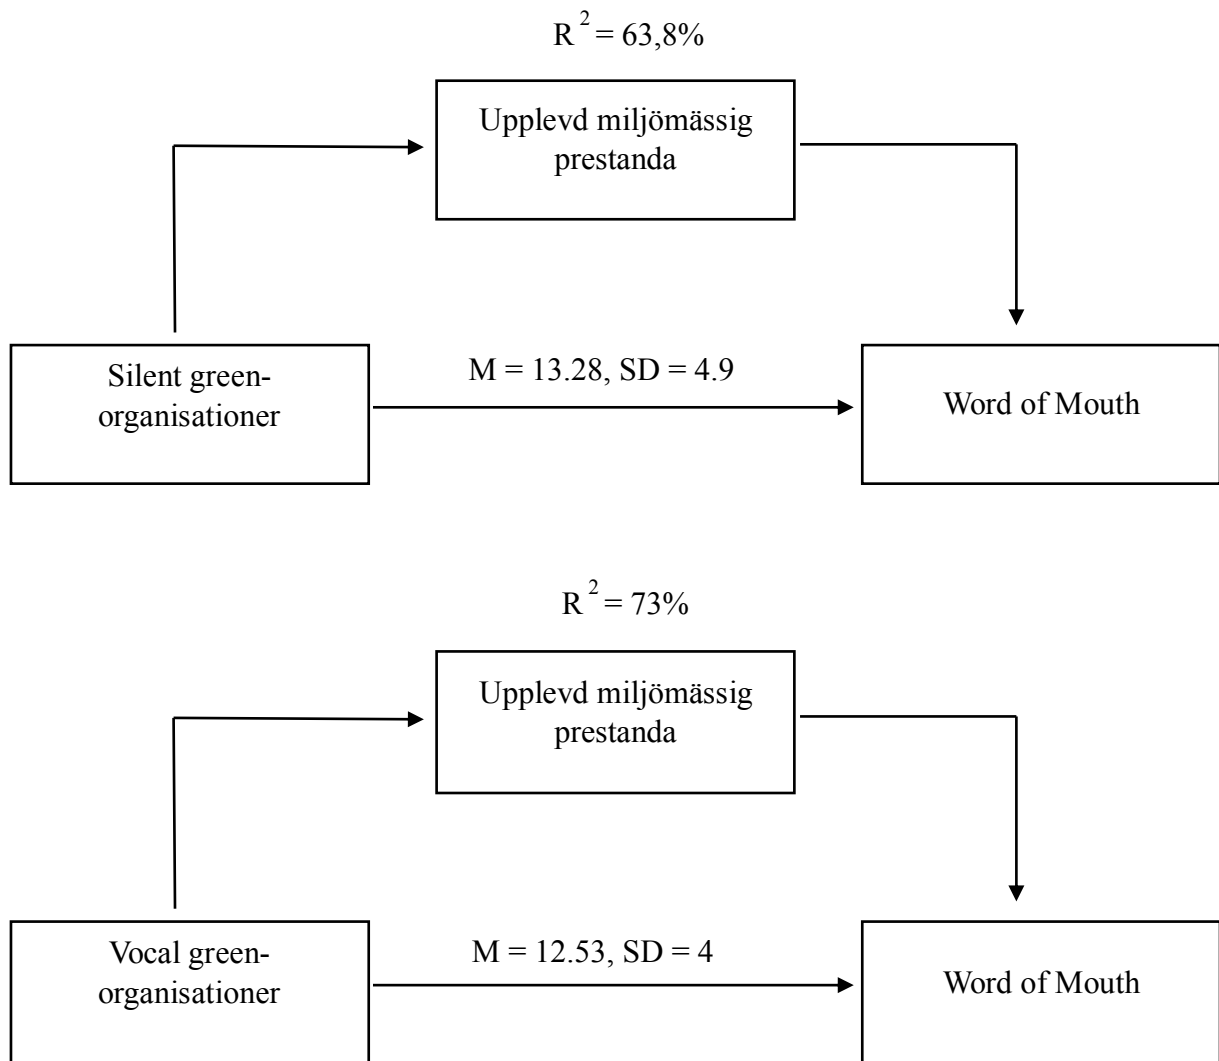 R² = 63,8%
Upplevd miljömässig
prestanda
Silent green-
organisationer
M = 13.28, SD = 4.9
Word of Mouth
R² = 73%
Upplevd miljömässig
prestanda
Vocal green-
organisationer
M = 12.53, SD = 4
Word of Mouth